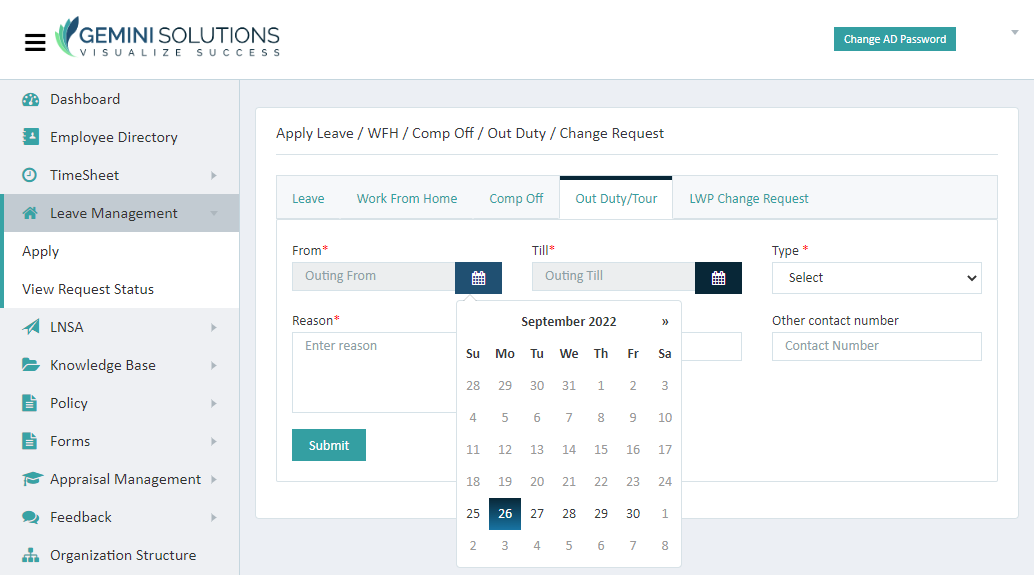 GEMINI SOLUTIONS
VISUALIZE SUCCESS
Change AD Password
Dashboard
Employee Directory
TimeSheet
Leave Management
Apply
View Request Status
LNSA
Knowledge Base
Policy
Forms
Appraisal Management
Feedback
Organization Structure
Apply Leave / WFH / Comp Off / Out Duty / Change Request
Leave Work From Home Comp Off Out Duty/Tour LWP Change Request
From* Till* Type *
Outing From Outing Till Select
Reason* Other contact number
Enter reason Contact Number
Submit
September 2022 »
Su Mo Tu We Th Fr Sa
28 29 30 31 1 2 3
4 5 6 7 8 9 10
11 12 13 14 15 16 17
18 19 20 21 22 23 24
25 26 27 28 29 30 1
2 3 4 5 6 7 8